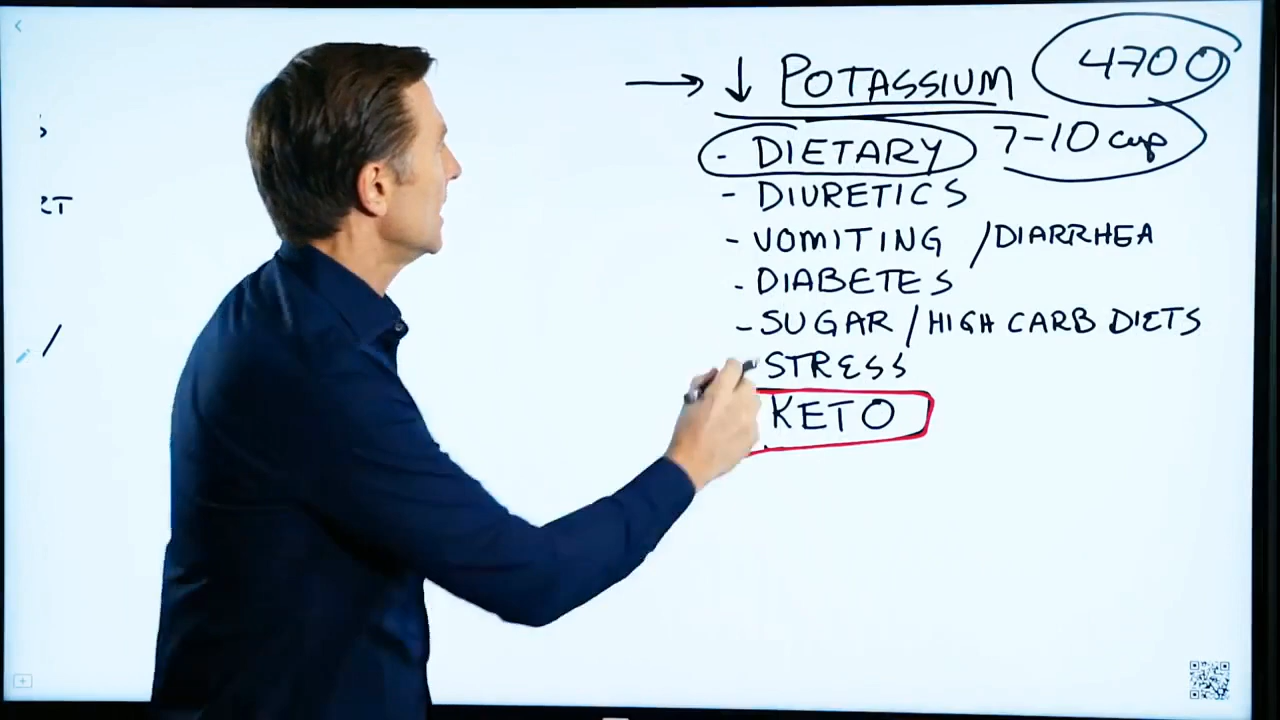 → ↓ POTASSIUM 4700
- DIETARY 7-10 cup
- DIURETICS
- VOMITING / DIARRHEA
- DIABETES
- SUGAR / HIGH CARB DIETS
STRESS
KETO